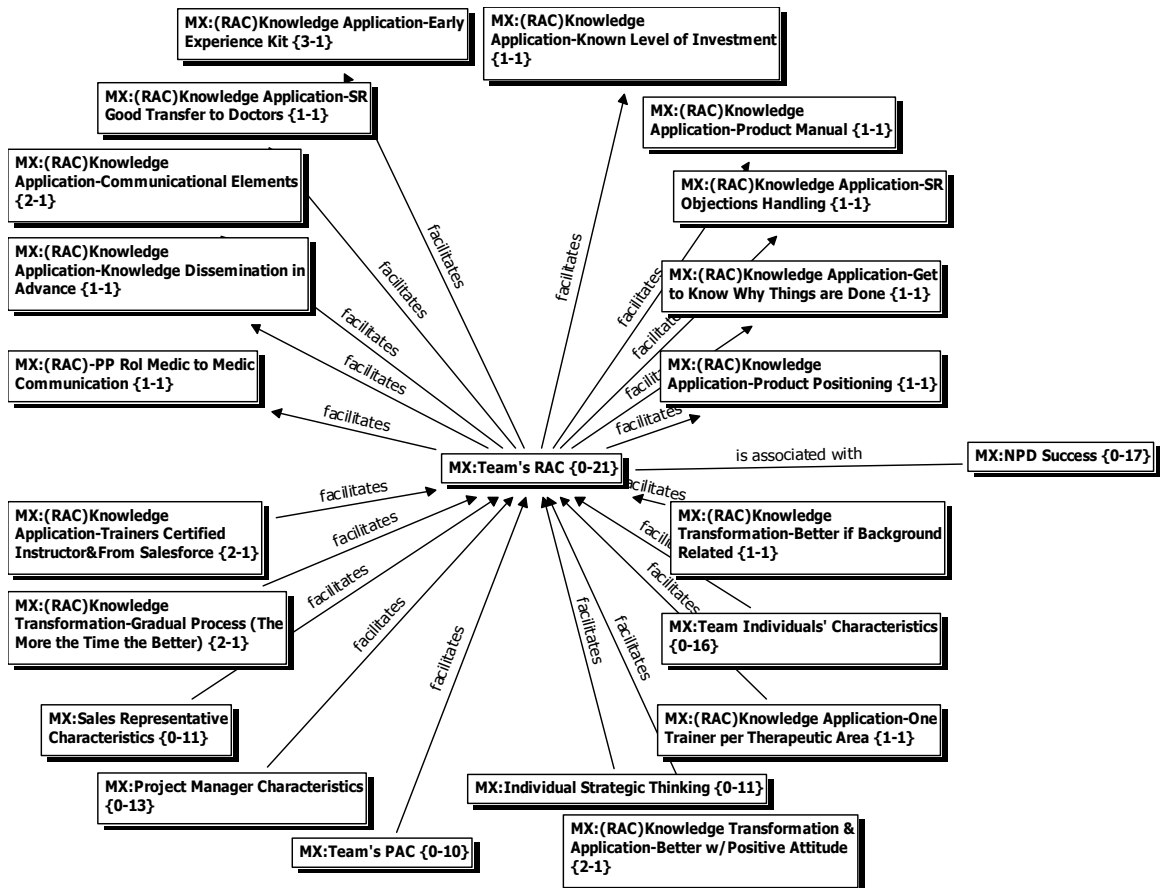 MX:(RAC)Knowledge Application-Early
Experience Kit {3-1}
MX:(RAC)Knowledge
Application-Known Level of Investment
{1-1}
MX:(RAC)Knowledge Application-SR
Good Transfer to Doctors {1-1}
MX:(RAC)Knowledge
Application-Product Manual {1-1}
MX:(RAC)Knowledge
Application-Communicational Elements
{2-1}
MX:(RAC)Knowledge Application-SR
Objections Handling {1-1}
MX:(RAC)Knowledge
Application-Knowledge Dissemination in
Advance {1-1}
MX:(RAC)Knowledge Application-Get
to Know Why Things are Done {1-1}
MX:(RAC)-PP Rol Medic to Medic
Communication {1-1}
MX:(RAC)Knowledge
Application-Product Positioning {1-1}
facilitates
facilitates
facilitates
facilitates
facilitates
facilitates
facilitates
facilitates
MX:Team's RAC {0-21}
is associated with
MX:NPD Success {0-17}
facilitates
facilitates
facilitates
facilitates
facilitates
facilitates
facilitates
facilitates
MX:(RAC)Knowledge
Application-Trainers Certified
Instructor&From Salesforce {2-1}
MX:(RAC)Knowledge
Transformation-Better if Background
Related {1-1}
MX:(RAC)Knowledge
Transformation-Gradual Process (The
More the Time the Better) {2-1}
MX:Team Individuals' Characteristics
{0-16}
MX:Sales Representative
Characteristics {0-11}
MX:(RAC)Knowledge Application-One
Trainer per Therapeutic Area {1-1}
MX:Project Manager Characteristics
{0-13}
MX:Individual Strategic Thinking {0-11}
MX:Team's PAC {0-10}
MX:(RAC)Knowledge Transformation &
Application-Better w/Positive Attitude
{2-1}